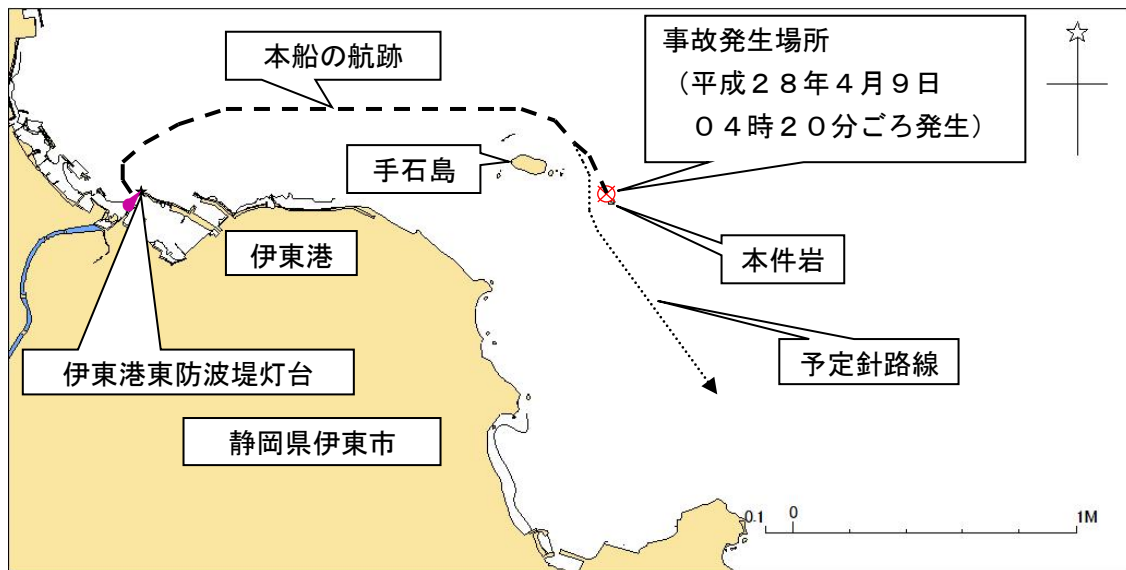 本船の航跡
事故発生場所
（平成２８年４月９日
０４時２０分ごろ発生）
手石島
伊東港
本件岩
伊東港東防波堤灯台
予定針路線
静岡県伊東市
0.1 0 1M